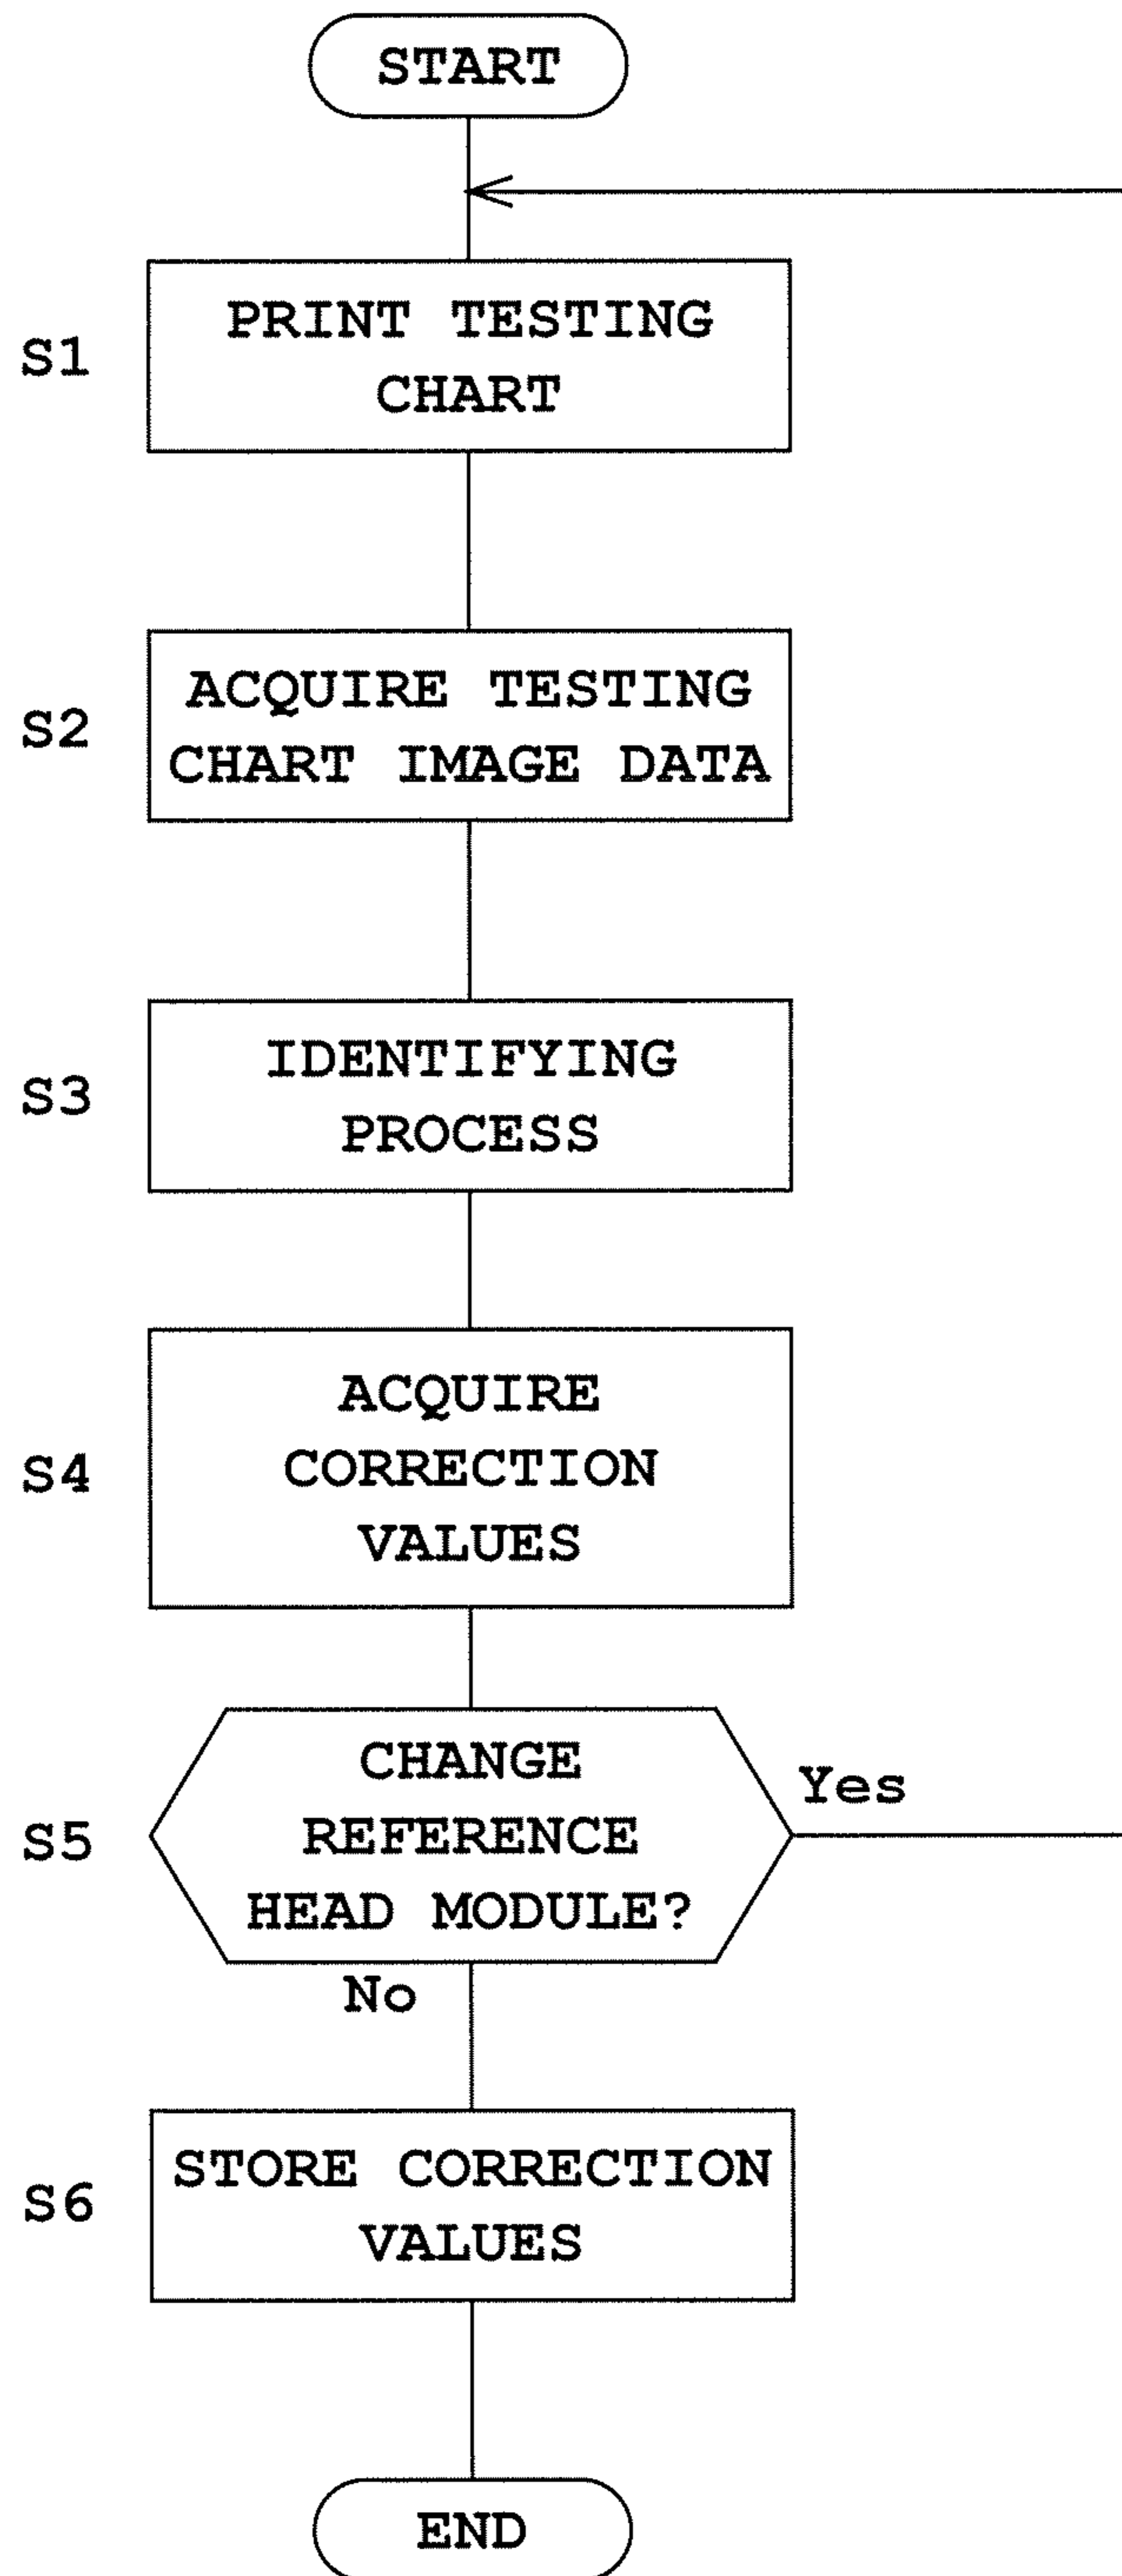 START
S1
PRINT TESTING
CHART
S2
ACQUIRE TESTING
CHART IMAGE DATA
S3
IDENTIFYING
PROCESS
S4
ACQUIRE
CORRECTION
VALUES
S5
CHANGE
REFERENCE
HEAD MODULE?
Yes
No
S6
STORE CORRECTION
VALUES
END